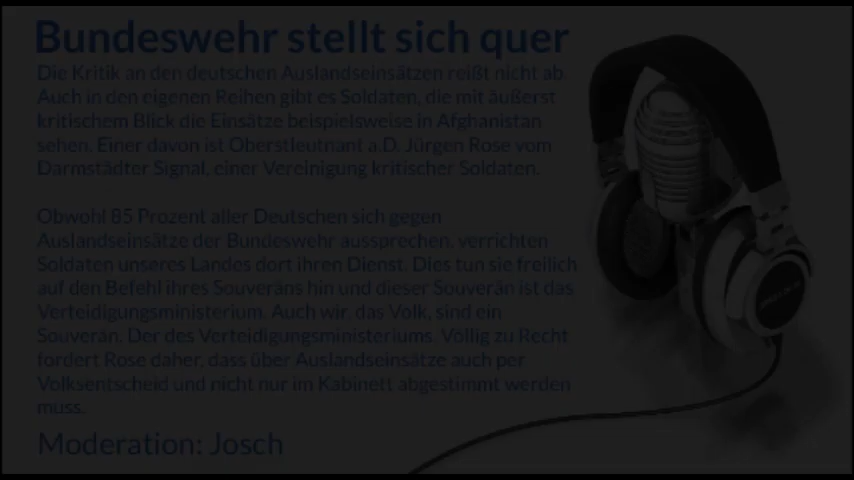 Bundeswehr stellt sich quer
Die Kritik an den deutschen Auslandseinsätzen reißt nicht ab
Auch in den eigenen Reihen gibt es Soldaten, die mit äußerst
kritischem Blick die Einsätze beispielsweise in Afghanistan
sehen. Einer davon ist Oberstleutnant a.D. Jürgen Rose vom
Darmstädter Signal, einer Vereinigung kritischer Soldaten.
Obwohl 85 Prozent aller Deutschen sich gegen
Auslandseinsätze der Bundeswehr aussprechen, verrichten
Soldaten unseres Landes dort ihren Dienst. Dies tun sie freilich
auf den Befehl ihres Souveräns hin und dieser Souverän ist das
Verteidigungsministerium. Auch wir, das Volk, sind ein
Souverän. Der des Verteidigungsministeriums. Völlig zu Recht
fordert Rose daher, dass über Auslandseinsätze auch per
Volksentscheid und nicht nur im Kabinett abgestimmt werden
muss.
Moderation: Josch